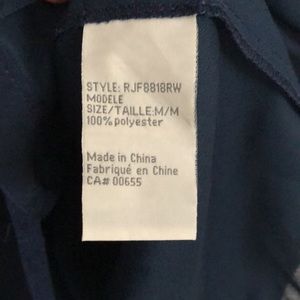 STYLE: RJF8818RW
MODELE
SIZE/TAILLE:M/M
100% polyester
Made in China
Fabriqué en Chine
CA# 00655